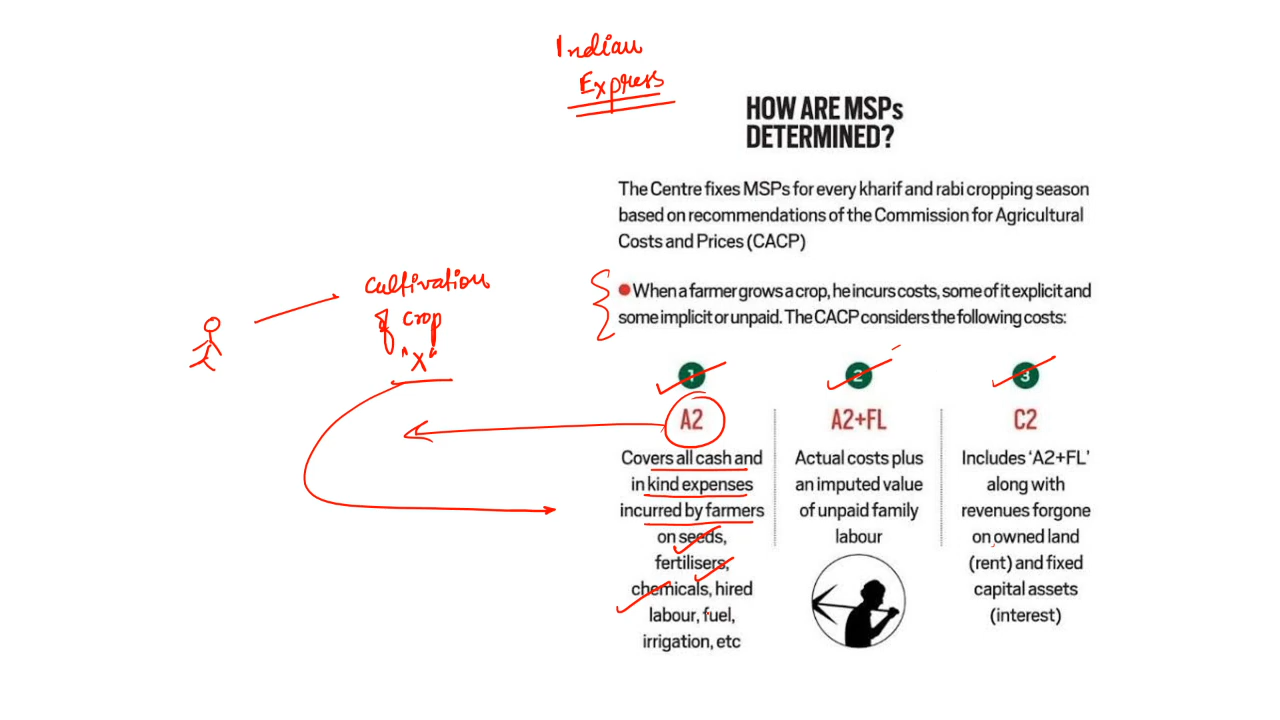 Indian
Express
HOW ARE MSPs
DETERMINED?
The Centre fixes MSPs for every kharif and rabi cropping season
based on recommendations of the Commission for Agricultural
Costs and Prices (CACP)
When a farmer grows a crop, he incurs costs, some of it explicit and
some implicit or unpaid. The CACP considers the following costs:
Cultivation
of crop
"X"
1
A2
Covers all cash and
in kind expenses
incurred by farmers
on seeds,
fertilisers,
chemicals, hired
labour, fuel,
irrigation, etc
2
A2+FL
Actual costs plus
an imputed value
of unpaid family
labour
3
C2
Includes ‘A2+FL’
along with
revenues forgone
on owned land
(rent) and fixed
capital assets
(interest)